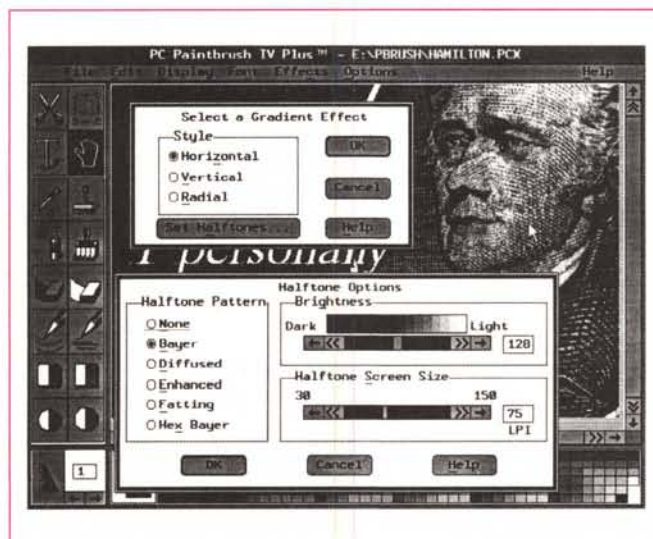 PC Paintbrush IV Plus™ - E:\PBRUSH\HAMILTON.PCX
File Edit Display Font Effects Options Help
Select a Gradient Effect
Style
Horizontal
Vertical
Radial
OK
Cancel
Set Halftones... Help
I personally
Halftone Options
Halftone Pattern
None
Bayer
Diffused
Enhanced
Fatting
Hex Bayer
Brightness
Dark Light
128
Halftone Screen Size
30 150
75
LPI
OK Cancel Help
1